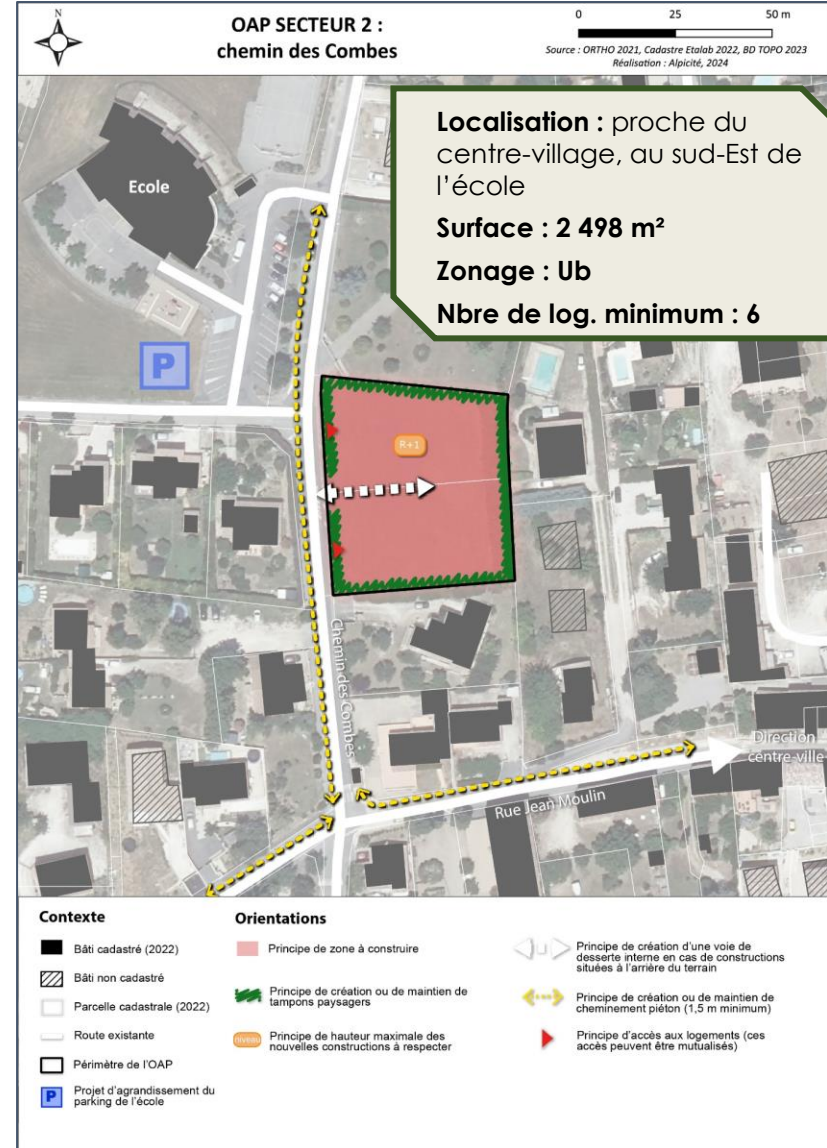 N
OAP SECTEUR 2 :
chemin des Combes
0 25 50 m
Source : ORTHO 2021, Cadastre Etalab 2022, BD TOPO 2023
Réalisation : Alpicité, 2024
Localisation : proche du
centre-village, au sud-Est de
l'école
Surface : 2 498 m²
Zonage : Ub
Nbre de log. minimum : 6
Ecole
P
R+1
Chemin des Combes
Direction
centre-ville
Rue Jean Moulin
Contexte
Bâti cadastré (2022)
Bâti non cadastré
Parcelle cadastrale (2022)
Route existante
Périmètre de l'OAP
P
Projet d'agrandissement du
parking de l'école
Orientations
Principe de zone à construire
Principe de création ou de maintien de
tampons paysagers
niveau
Principe de hauteur maximale des
nouvelles constructions à respecter
Principe de création d'une voie de
desserte interne en cas de constructions
situées à l'arrière du terrain
Principe de création ou de maintien de
cheminement piéton (1,5 m minimum)
Principe d'accès aux logements (ces
accès peuvent être mutualisés)